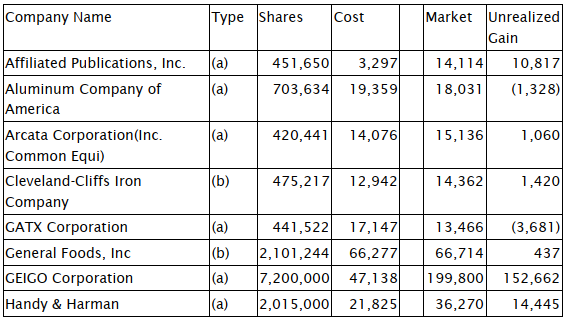 Company Name Type Shares Cost Market Unrealized
Gain
Affiliated Publications, Inc. (a) 451,650 3,297 14,114 10,817
Aluminum Company of (a) 703,634 19,359 18,031 (1,328)
America
Arcata Corporation(Inc. (a) 420,441 14,076 15,136 1,060
Common Equi)
Cleveland-Cliffs Iron (b) 475,217 12,942 14,362 1,420
Company
GATX Corporation (a) 441,522 17,147 13,466 (3,681)
General Foods, Inc (b) 2,101,244 66,277 66,714 437
GEIGO Corporation (a) 7,200,000 47,138 199,800 152,662
Handy & Harman (a) 2,015,000 21,825 36,270 14,445